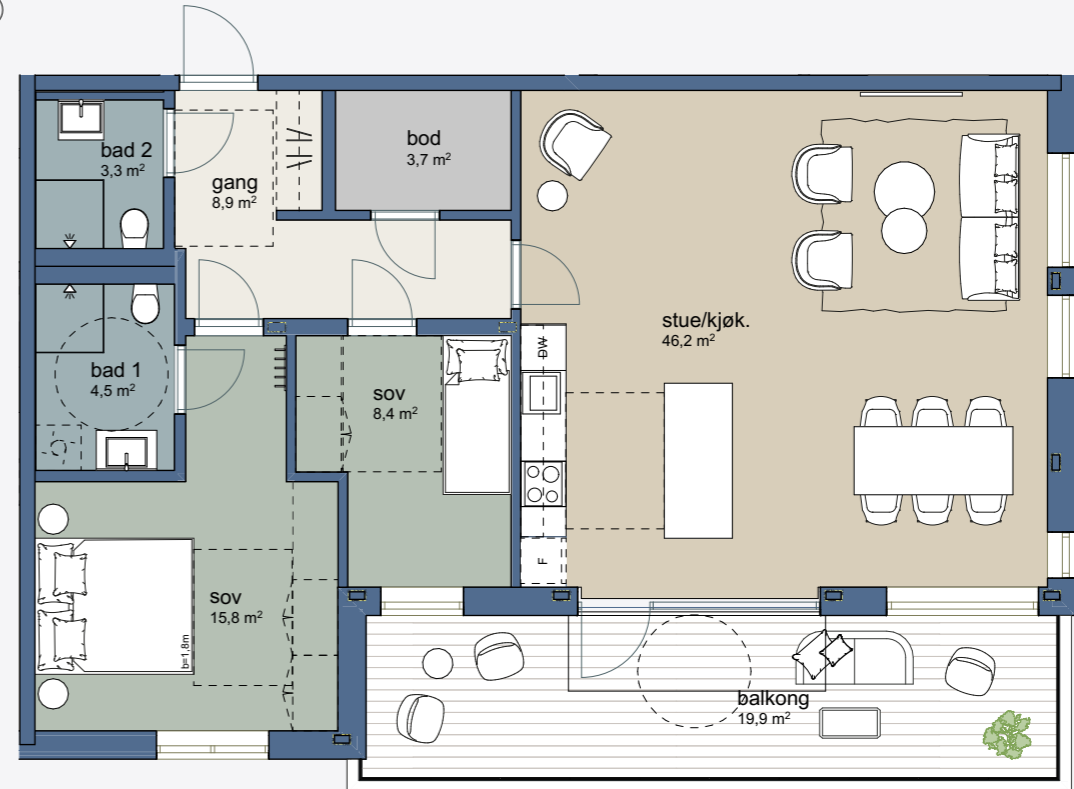 bad 2
3,3 m²
gang
8,9 m²
bod
3,7 m²
stue/kjøk.
46,2 m²
DW
bad 1
4,5 m²
sov
8,4 m²
F
sov
15,8 m²
b=1,8m
balkong
19,9 m²